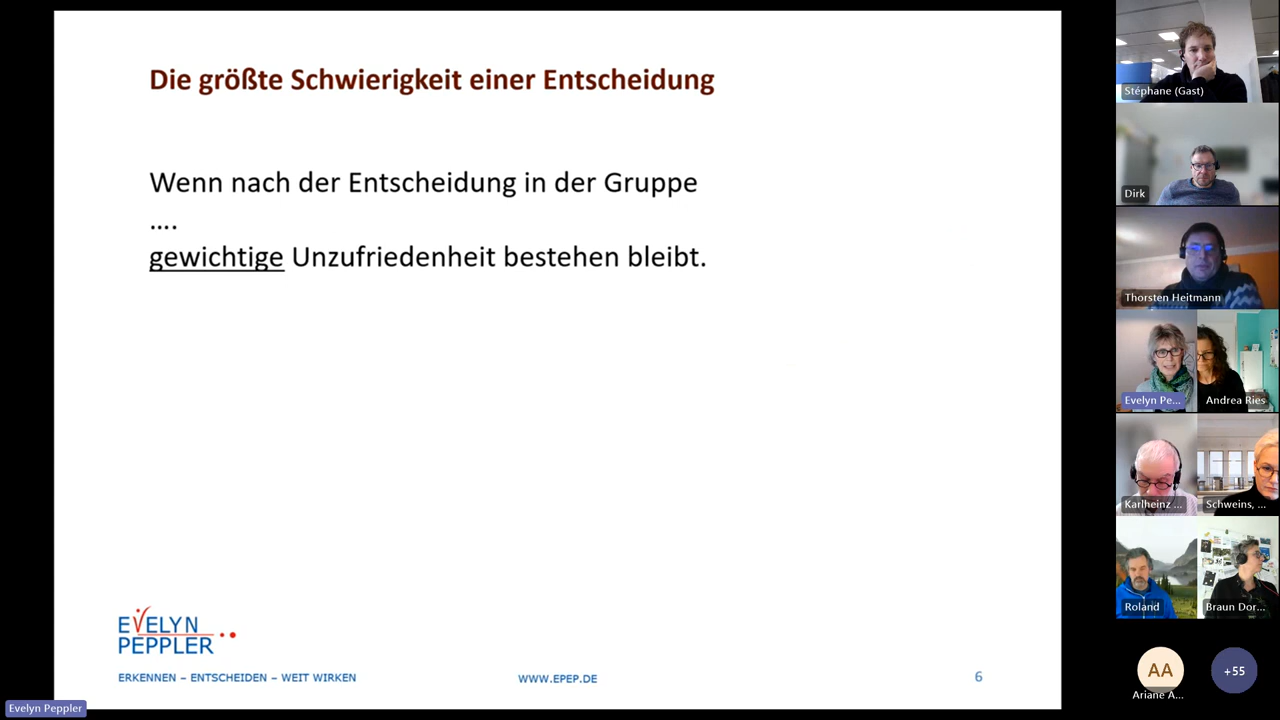 Die größte Schwierigkeit einer Entscheidung
Wenn nach der Entscheidung in der Gruppe
....
gewichtige Unzufriedenheit bestehen bleibt.
EVELYN
PEPPLER
ERKENNEN – ENTSCHEIDEN – WEIT WIRKEN
WWW.EPEP.DE
6
Evelyn Peppler
Stéphane (Gast)
Dirk
Thorsten Heitmann
Evelyn Pe...
Andrea Ries
Karlheinz ...
Schweins, ...
Roland
Braun Dor...
AA
Ariane A...
+55